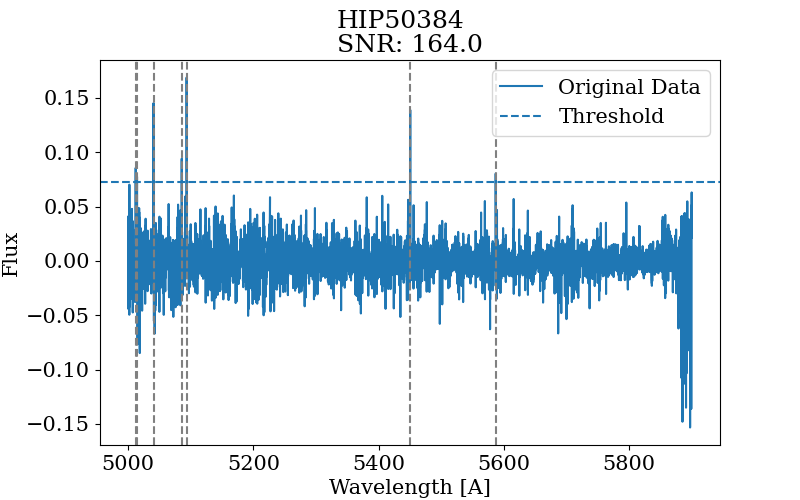 HIP50384
SNR: 164.0
Original Data
Threshold
Flux
0.15
0.10
0.05
0.00
−0.05
−0.10
−0.15
5000 5200 5400 5600 5800
Wavelength [A]